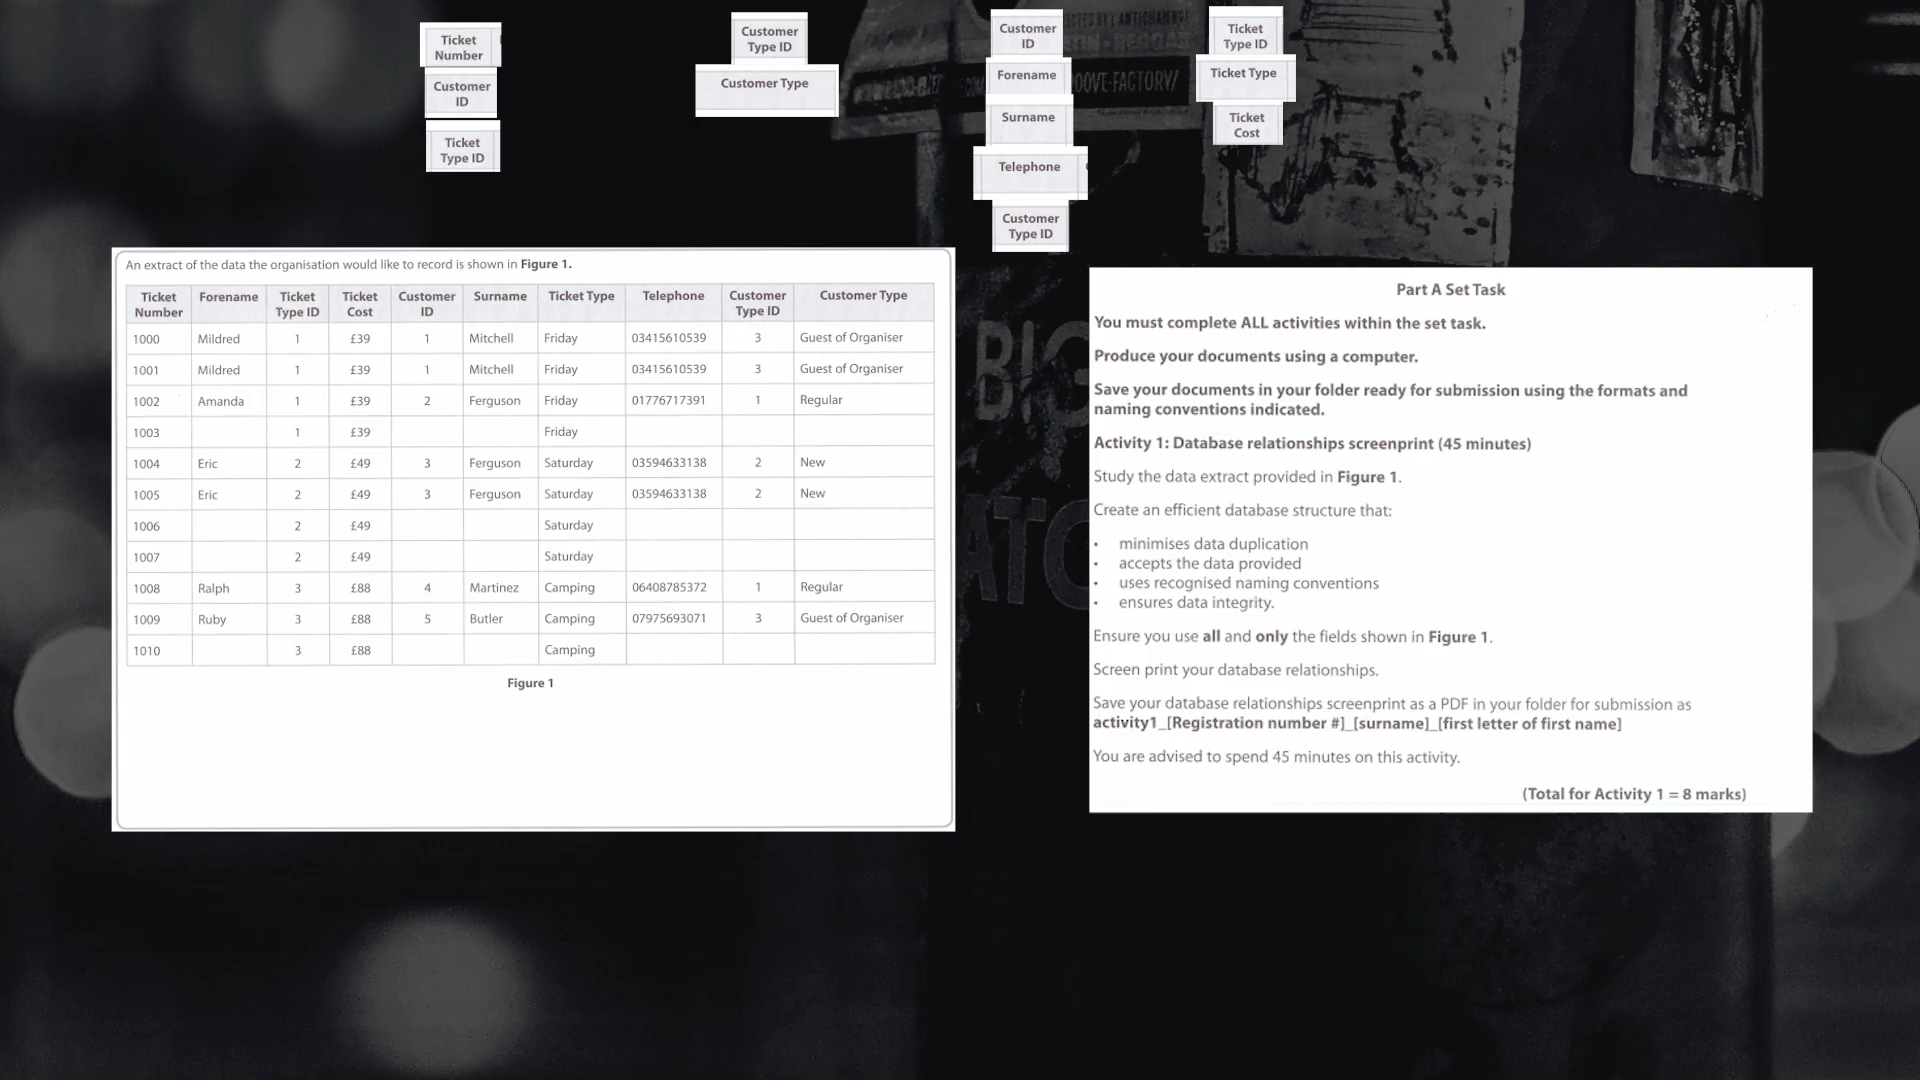 Ticket
Number
Customer
ID
Ticket
Type ID
Customer
Type ID
Customer Type
Customer
ID
Forename
Surname
Telephone
Customer
Type ID
Ticket
Type ID
Ticket Type
Ticket
Cost
OOVE-FACTORY/
An extract of the data the organisation would like to record is shown in Figure 1.
Ticket Number Forename Ticket Type ID Ticket Cost Customer ID Surname Ticket Type Telephone Customer Type ID Customer Type
1000 Mildred 1 £39 1 Mitchell Friday 03415610539 3 Guest of Organiser
1001 Mildred 1 £39 1 Mitchell Friday 03415610539 3 Guest of Organiser
1002 Amanda 1 £39 2 Ferguson Friday 01776717391 1 Regular
1003 1 £39 Friday
1004 Eric 2 £49 3 Ferguson Saturday 03594633138 2 New
1005 Eric 2 £49 3 Ferguson Saturday 03594633138 2 New
1006 2 £49 Saturday
1007 2 £49 Saturday
1008 Ralph 3 £88 4 Martinez Camping 06408785372 1 Regular
1009 Ruby 3 £88 5 Butler Camping 07975693071 3 Guest of Organiser
1010 3 £88 Camping
Figure 1
BIG
Part A Set Task
You must complete ALL activities within the set task.
Produce your documents using a computer.
Save your documents in your folder ready for submission using the formats and
naming conventions indicated.
Activity 1: Database relationships screenprint (45 minutes)
Study the data extract provided in Figure 1.
Create an efficient database structure that:
• minimises data duplication
• accepts the data provided
• uses recognised naming conventions
• ensures data integrity.
Ensure you use all and only the fields shown in Figure 1.
Screen print your database relationships.
Save your database relationships screenprint as a PDF in your folder for submission as
activity1_[Registration number #]_[surname]_[first letter of first name]
You are advised to spend 45 minutes on this activity.
(Total for Activity 1 = 8 marks)